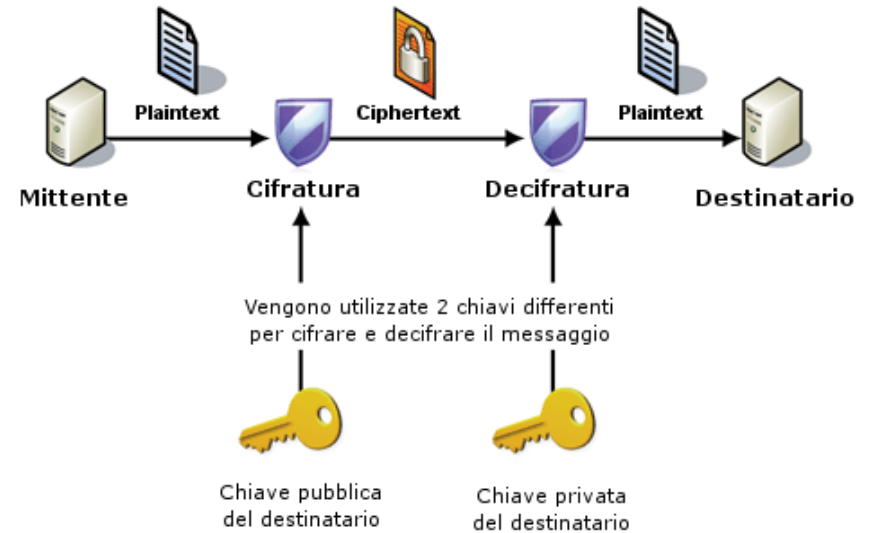 Plaintext
Ciphertext
Plaintext
Mittente
Cifratura
Decifratura
Destinatario
Vengono utilizzate 2 chiavi differenti
per cifrare e decifrare il messaggio
Chiave pubblica
del destinatario
Chiave privata
del destinatario